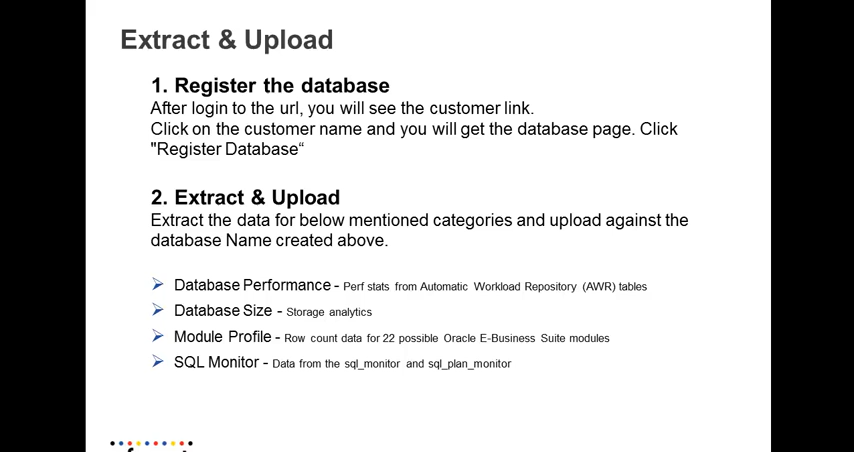 Extract & Upload
1. Register the database
After login to the url, you will see the customer link.
Click on the customer name and you will get the database page. Click
"Register Database“
2. Extract & Upload
Extract the data for below mentioned categories and upload against the
database Name created above.
Database Performance - Perf stats from Automatic Workload Repository (AWR) tables
Database Size - Storage analytics
Module Profile - Row count data for 22 possible Oracle E-Business Suite modules
SQL Monitor - Data from the sql_monitor and sql_plan_monitor